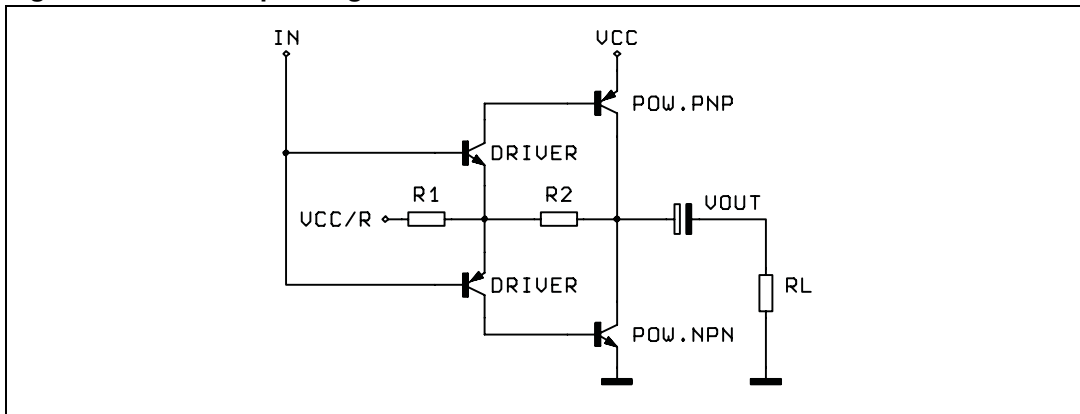 IN
VCC
POW.PNP
DRIVER
R1
R2
VOUT
VCC/R
DRIVER
RL
POW.NPN